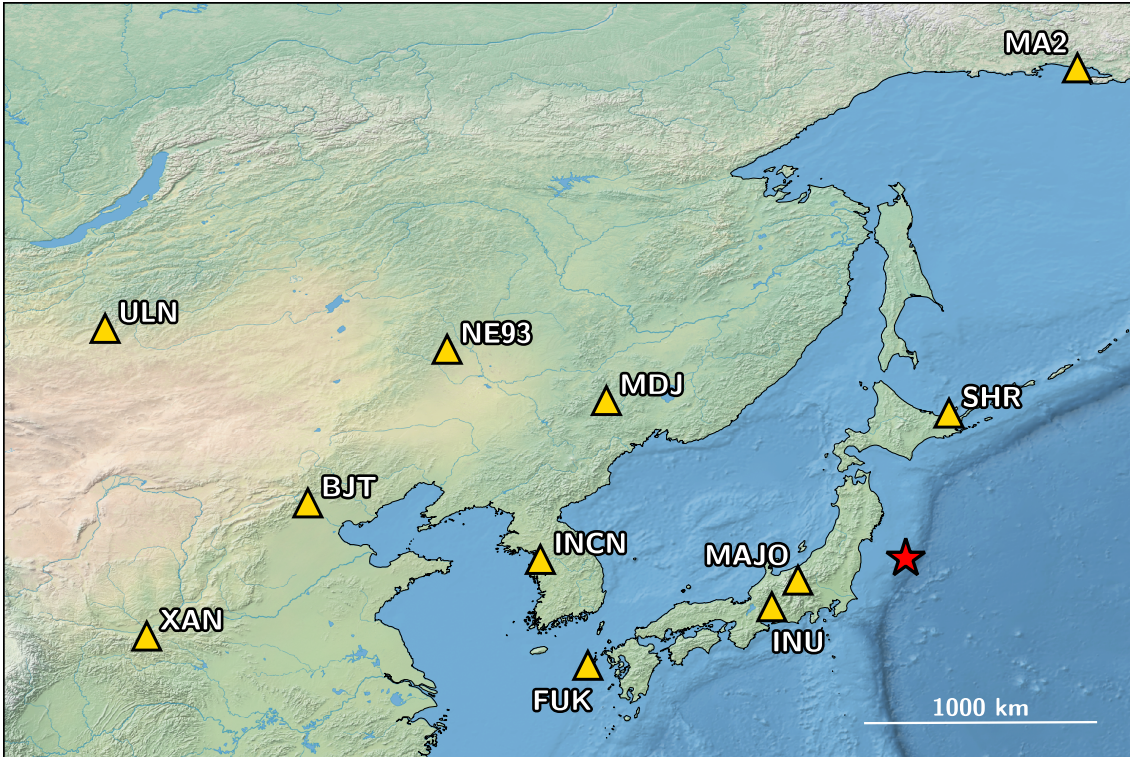 MA2
ULN
NE93
MDJ
SHR
BJT
INCN
MAJO
XAN
INU
FUK
1000 km